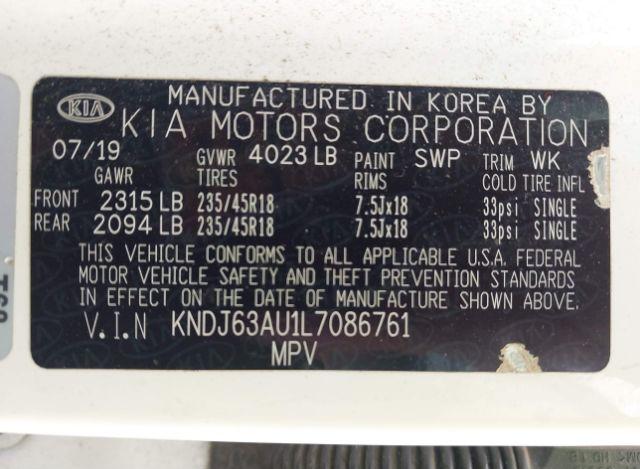 KIA
MANUFACTURED IN KOREA BY
KIA MOTORS CORPORATION
07/19 GVWR 4023 LB PAINT SWP TRIM WK
GAWR TIRES RIMS COLD TIRE INFL
FRONT 2315 LB 235/45R18 7.5Jx18 33psi SINGLE
REAR 2094 LB 235/45R18 7.5Jx18 33psi SINGLE
THIS VEHICLE CONFORMS TO ALL APPLICABLE U.S.A. FEDERAL
MOTOR VEHICLE SAFETY AND THEFT PREVENTION STANDARDS
IN EFFECT ON THE DATE OF MANUFACTURE SHOWN ABOVE.
V.I.N KNDJ63AU1L7086761
MPV